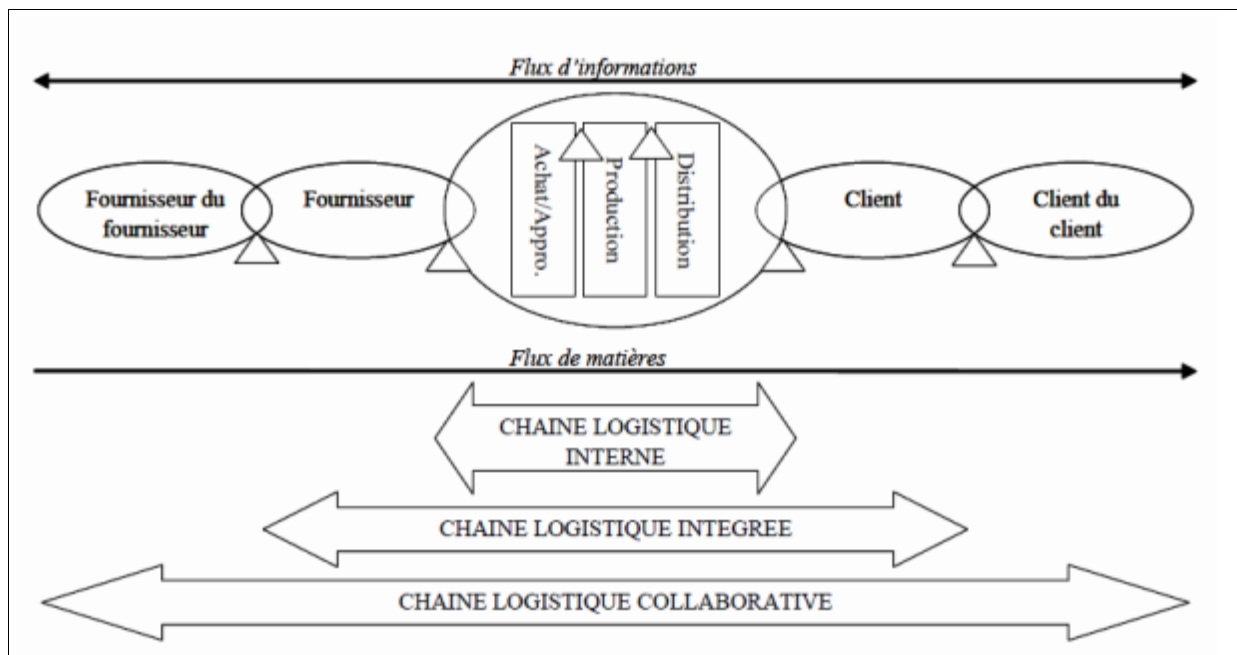 Flux d'informations
Fournisseur du
fournisseur
Fournisseur
Achat/Appro.
Production
Distribution
Client
Client du
client
Flux de matières
CHAINE LOGISTIQUE
INTERNE
CHAINE LOGISTIQUE INTEGREE
CHAINE LOGISTIQUE COLLABORATIVE